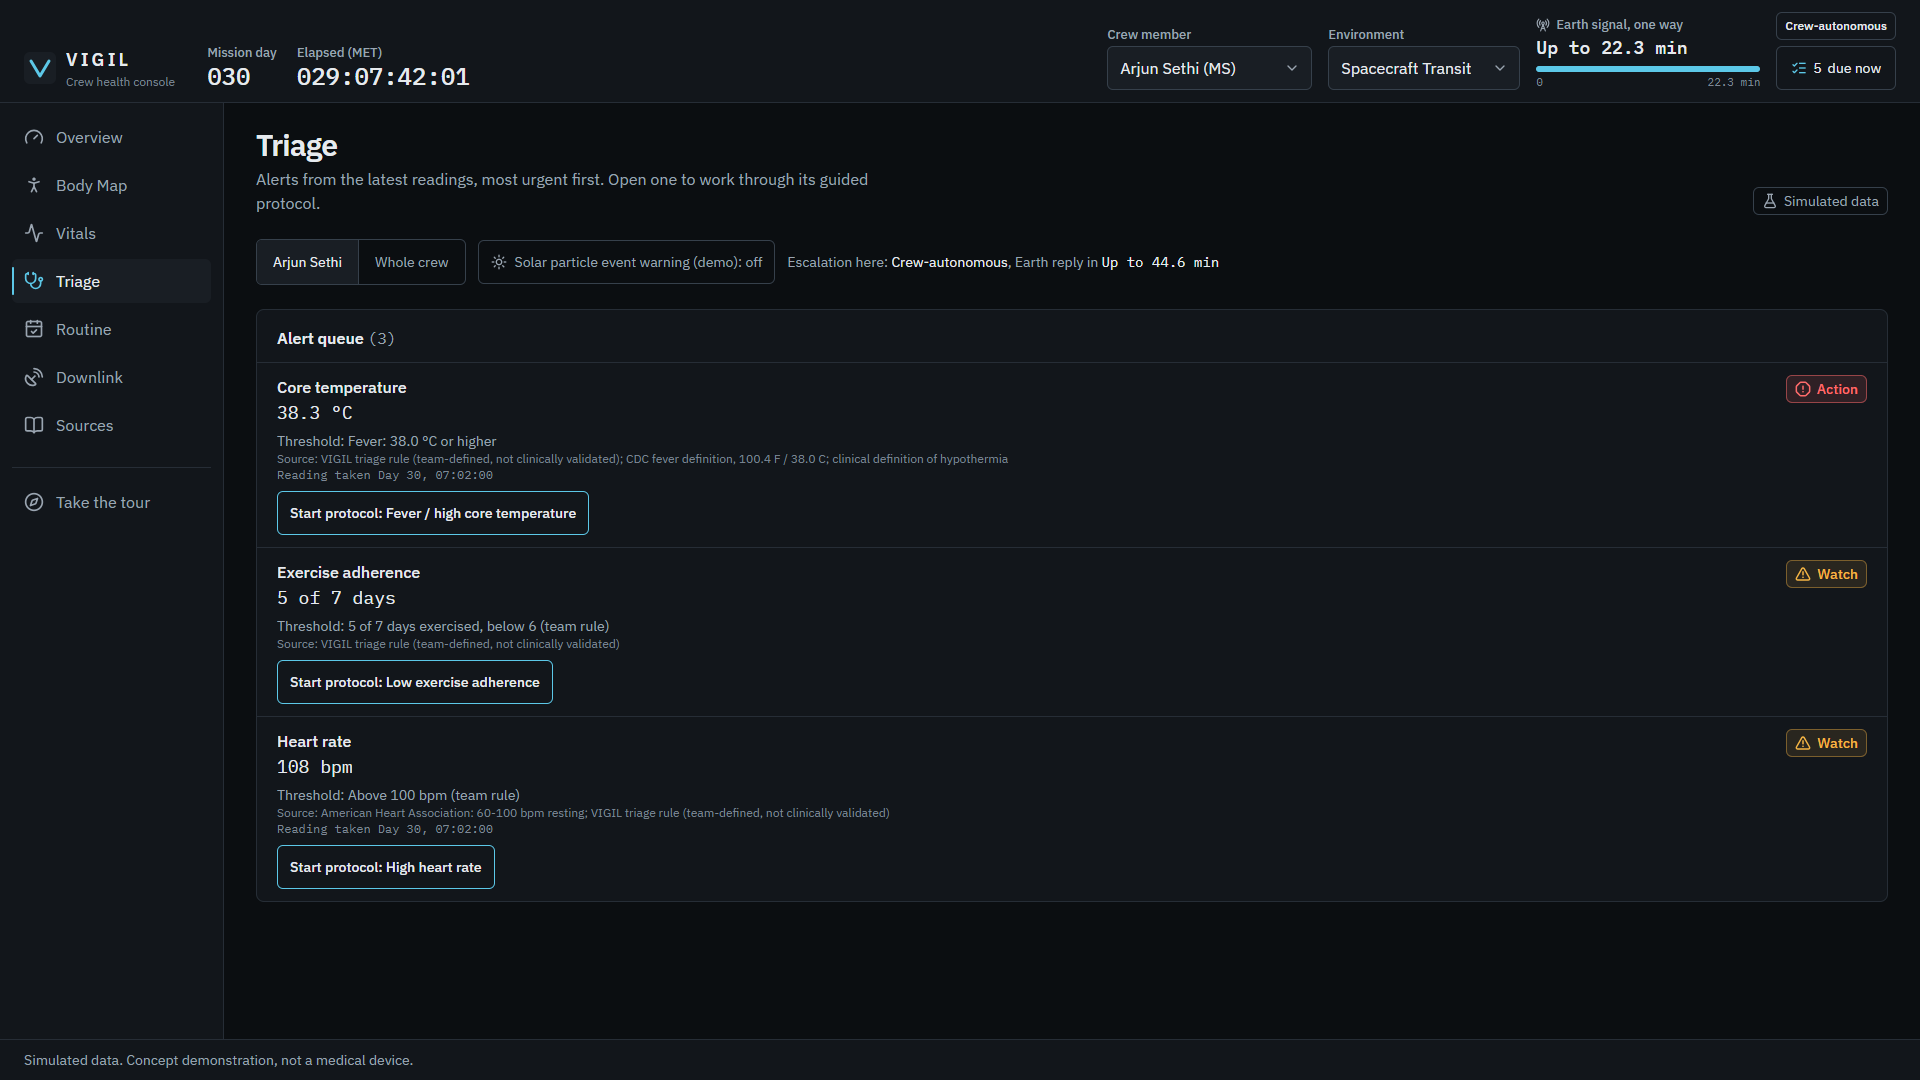 VIGIL
Crew health console
Mission day
030
Elapsed (MET)
029:07:42:01
Crew member
Arjun Sethi (MS)
Environment
Spacecraft Transit
Earth signal, one way
Up to 22.3 min
0
22.3 min
Crew-autonomous
5 due now
Overview
Body Map
Vitals
Triage
Routine
Downlink
Sources
Take the tour
Triage
Alerts from the latest readings, most urgent first. Open one to work through its guided
protocol.
Simulated data
Arjun Sethi
Whole crew
Solar particle event warning (demo): off
Escalation here: Crew-autonomous, Earth reply in Up to 44.6 min
Alert queue (3)
Core temperature
Action
38.3 °C
Threshold: Fever: 38.0 °C or higher
Source: VIGIL triage rule (team-defined, not clinically validated); CDC fever definition, 100.4 F / 38.0 C; clinical definition of hypothermia
Reading taken Day 30, 07:02:00
Start protocol: Fever / high core temperature
Exercise adherence
Watch
5 of 7 days
Threshold: 5 of 7 days exercised, below 6 (team rule)
Source: VIGIL triage rule (team-defined, not clinically validated)
Start protocol: Low exercise adherence
Heart rate
Watch
108 bpm
Threshold: Above 100 bpm (team rule)
Source: American Heart Association: 60-100 bpm resting; VIGIL triage rule (team-defined, not clinically validated)
Reading taken Day 30, 07:02:00
Start protocol: High heart rate
Simulated data. Concept demonstration, not a medical device.